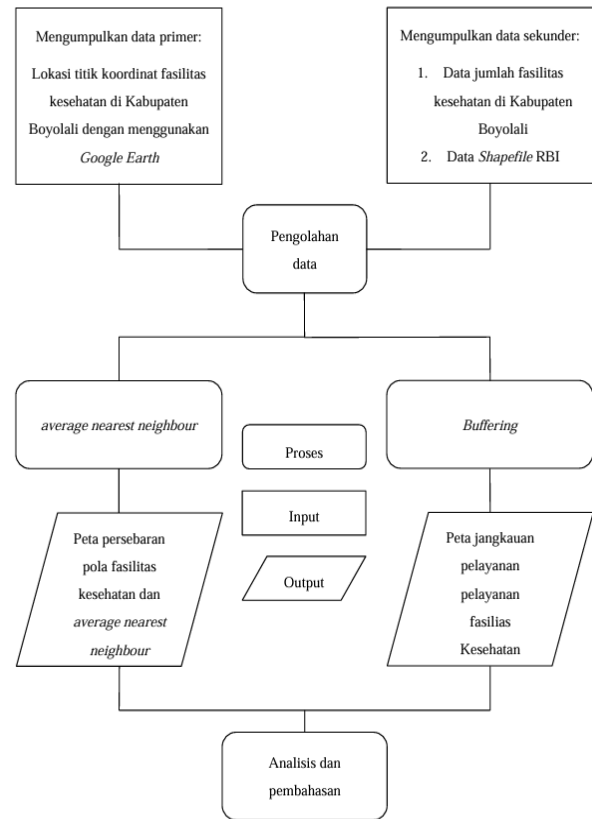 Mengumpulkan data primer:
Lokasi titik koordinat fasilitas
kesehatan di Kabupaten
Boyolali dengan menggunakan
Google Earth
Mengumpulkan data sekunder:
1. Data jumlah fasilitas
kesehatan di Kabupaten
Boyolali
2. Data Shapefile RBI
Pengolahan
data
average nearest neighbour
Buffering
Proses
Input
Output
Peta persebaran
pola fasilitas
kesehatan dan
average nearest
neighbour
Peta jangkauan
pelayanan
pelayanan
fasilias
Kesehatan
Analisis dan
pembahasan